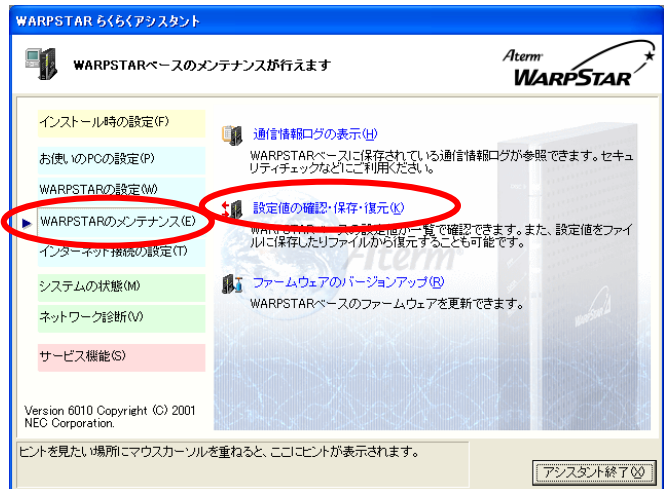 WARPSTAR らくらくアシスタント
WARPSTARベースのメンテナンスが行えます
Aterm
WARPSTAR
インストール時の設定(F)
お使いのPCの設定(P)
WARPSTARの設定(W)
WARPSTARのメンテナンス(E)
インターネット接続の設定(T)
システムの状態(M)
ネットワーク診断(V)
サービス機能(S)
Version 6010 Copyright (C) 2001
NEC Corporation.
通信情報ログの表示(H)
WARPSTARベースに保存されている通信情報ログが参照できます。セキュ
リティチェックなどにご利用ください。
設定値の確認・保存・復元(K)
WARPSTARベースの設定値が一覧で確認できます。また、設定値をファイ
ルに保存したりファイルから復元することも可能です。
Aterm
ファームウェアのバージョンアップ(R)
WARPSTARベースのファームウェアを更新できます。
ヒントを見たい場所にマウスカーソルを重ねると、ここにヒントが表示されます。
アシスタント終了(X)